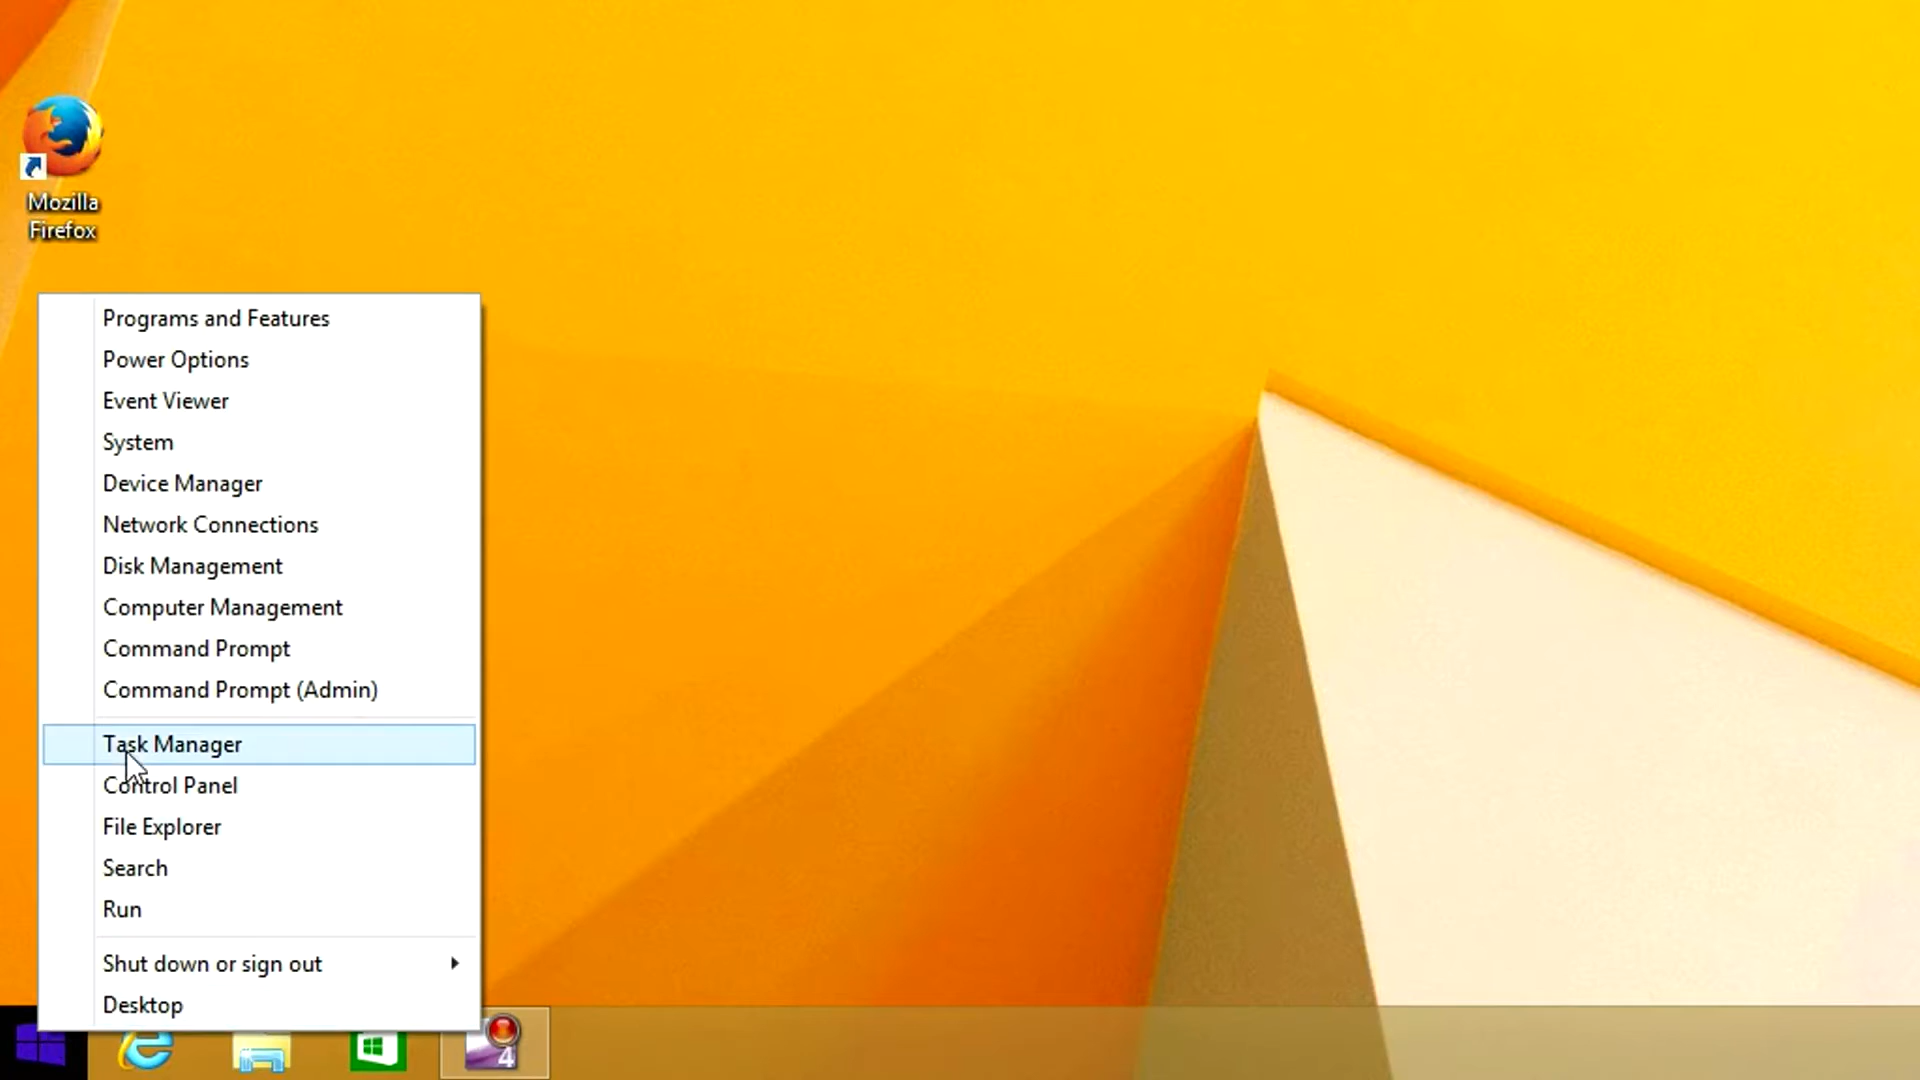 Mozilla
Firefox
Programs and Features
Power Options
Event Viewer
System
Device Manager
Network Connections
Disk Management
Computer Management
Command Prompt
Command Prompt (Admin)
Task Manager
Control Panel
File Explorer
Search
Run
Shut down or sign out
Desktop
4